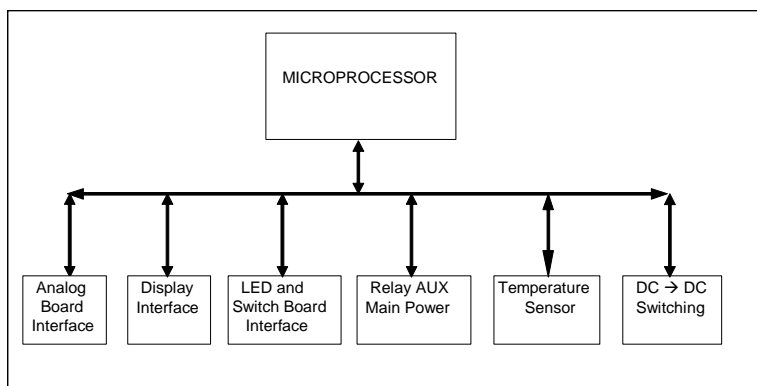 MICROPROCESSOR
Analog
Board
Interface
Display
Interface
LED and
Switch Board
Interface
Relay AUX
Main Power
Temperature
Sensor
DC → DC
Switching